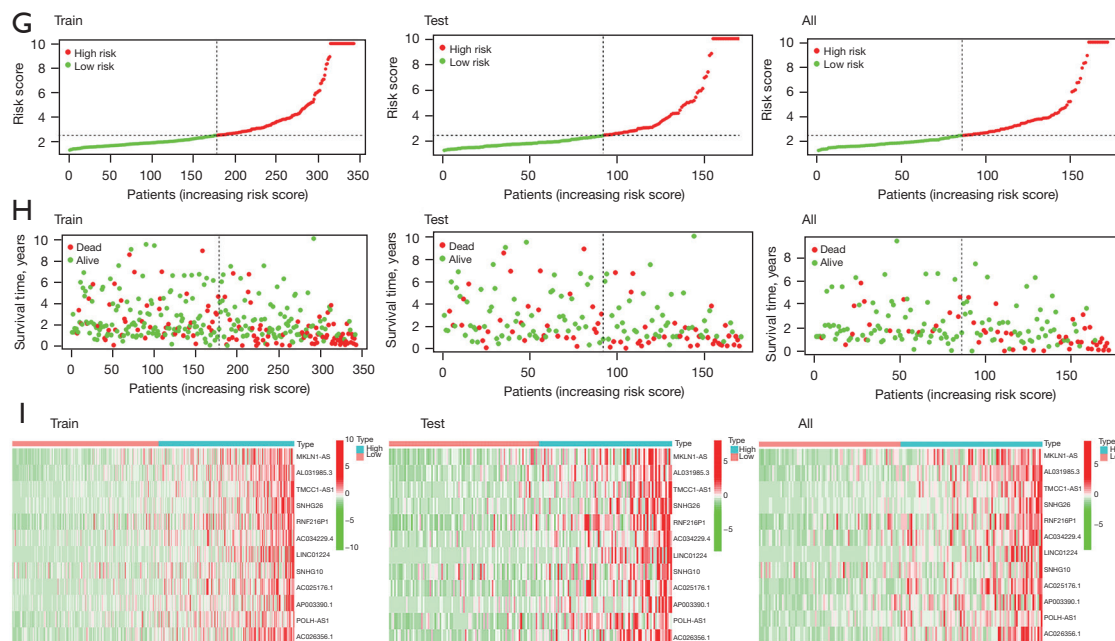 G
Train
Test
All
High risk
Low risk
High risk
Low risk
High risk
Low risk
Risk score
10
8
6
4
2
0 50 100 150 200 250 300 350
Patients (increasing risk score)
Risk score
10
8
6
4
2
0 50 100 150
Patients (increasing risk score)
Risk score
10
8
6
4
2
0 50 100 150
Patients (increasing risk score)
H
Train
Test
All
Dead
Alive
Dead
Alive
Dead
Alive
Survival time, years
10
8
6
4
2
0
0 50 100 150 200 250 300 350
Patients (increasing risk score)
Survival time, years
10
8
6
4
2
0
0 50 100 150
Patients (increasing risk score)
Survival time, years
8
6
4
2
0
0 50 100 150
Patients (increasing risk score)
I
Train
Type
MKLN1-AS
AL031985.3
TMCC1-AS1
SNHG26
RNF216P1
AC034229.4
LINC01224
SNHG10
AC025176.1
AP003390.1
POLH-AS1
AC026356.1
10
5
0
−5
−10
Type
High
Low
Test
Type
MKLN1-AS
AL031985.3
TMCC1-AS1
SNHG26
RNF216P1
AC034229.4
LINC01224
SNHG10
AC025176.1
AP003390.1
POLH-AS1
AC026356.1
5
0
−5
Type
High
Low
All
Type
MKLN1-AS
AL031985.3
TMCC1-AS1
SNHG26
RNF216P1
AC034229.4
LINC01224
SNHG10
AC025176.1
AP003390.1
POLH-AS1
AC026356.1
5
0
−5
Type
High
Low